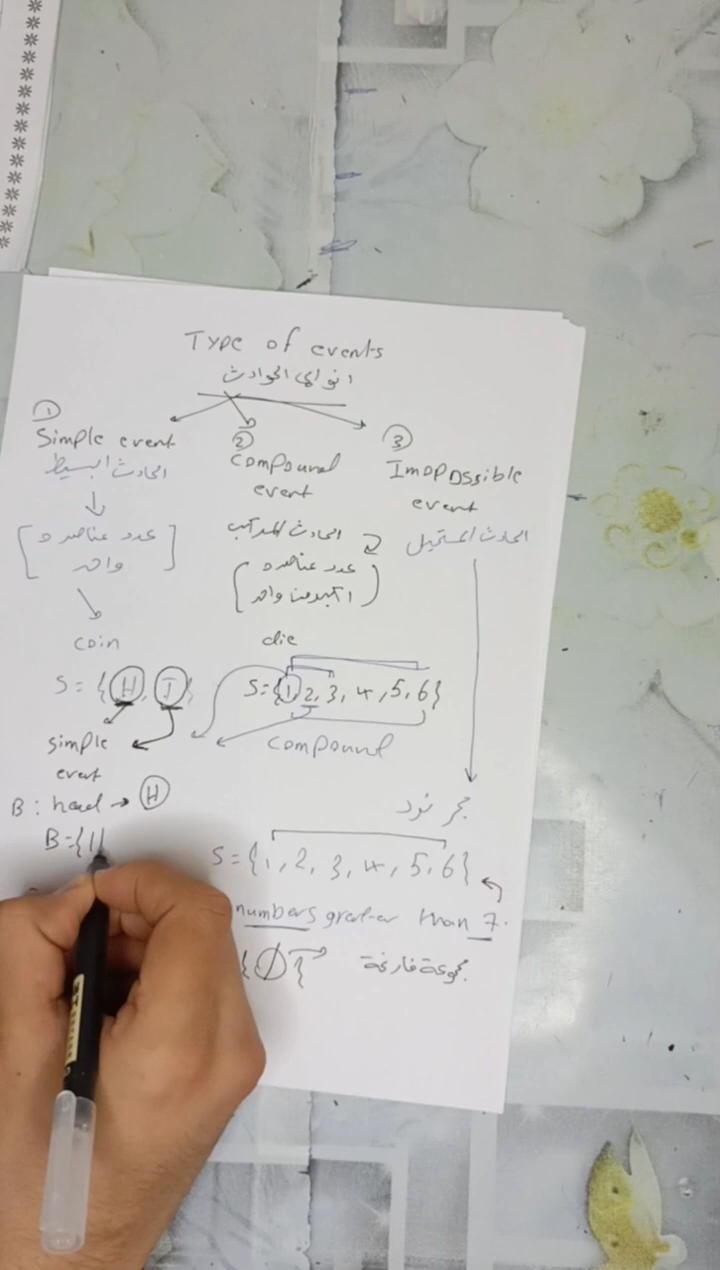 Type of events
انواع الحوادث
①
Simple event
الحادث البسيط
[عدد عناصره
واحد]
coin
S = {H, T}
simple
event
B : head → H
B = {1
②
Compound
event
الحادث المركب
(عدد عناصره
اكبر من واحد)
die
S = {1, 2, 3, 4, 5, 6}
compound
③
Imopossible
event
الحادث المستحيل
حجر نرد
S = {1, 2, 3, 4, 5, 6}
numbers greater than 7.
{∅} → مجموعة فارغة